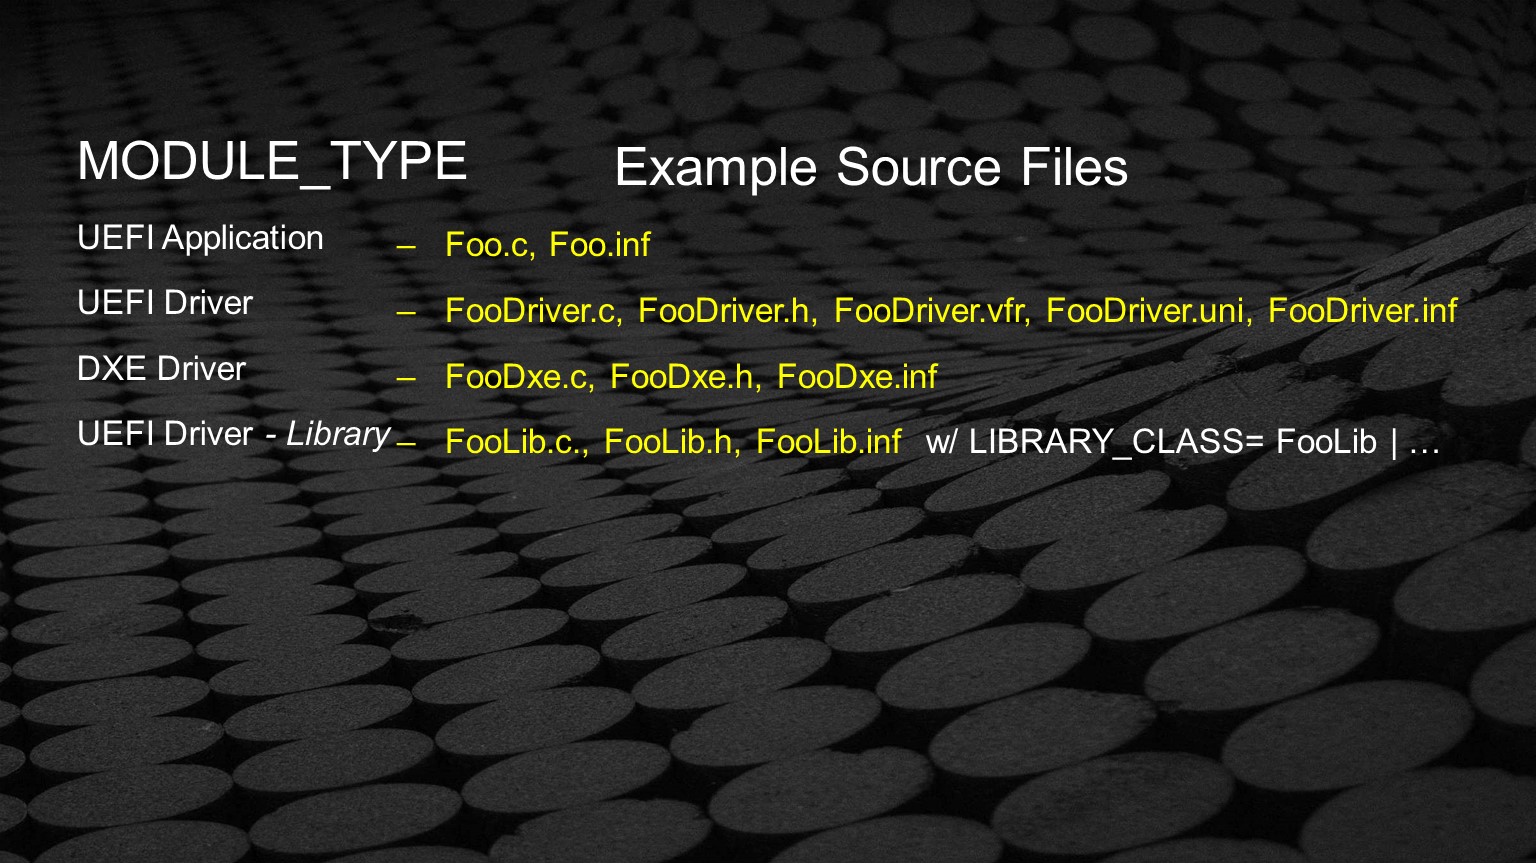 MODULE_TYPE Example Source Files
UEFI Application – Foo.c, Foo.inf
UEFI Driver – FooDriver.c, FooDriver.h, FooDriver.vfr, FooDriver.uni, FooDriver.inf
DXE Driver – FooDxe.c, FooDxe.h, FooDxe.inf
UEFI Driver - Library – FooLib.c., FooLib.h, FooLib.inf w/ LIBRARY_CLASS= FooLib | …